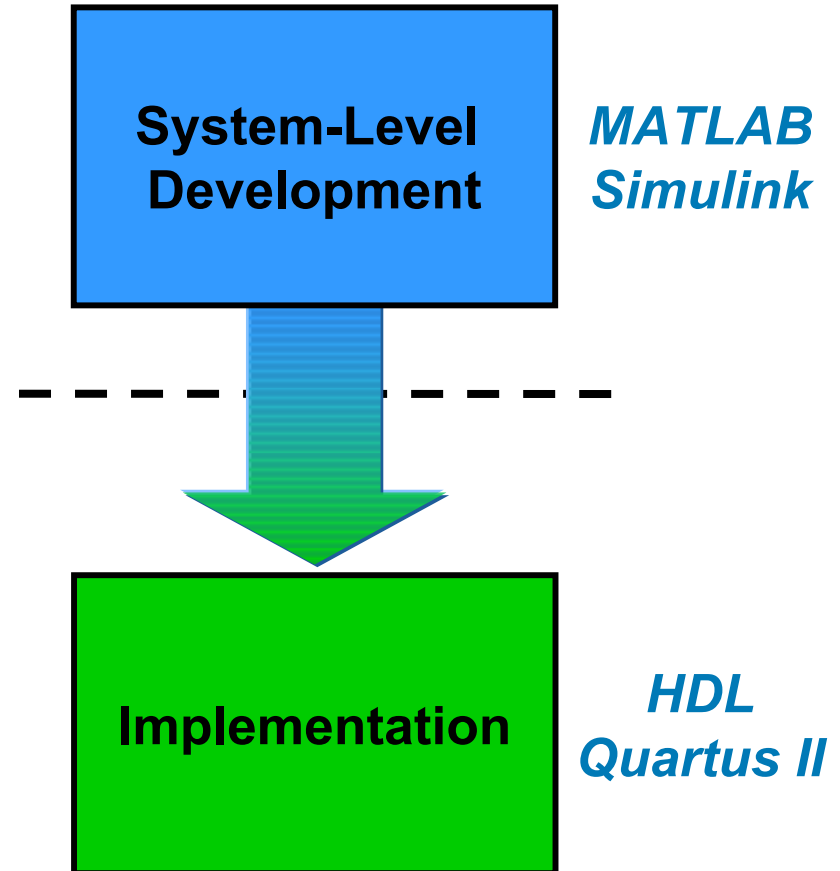 System-Level
Development
MATLAB
Simulink
Implementation
HDL
Quartus II